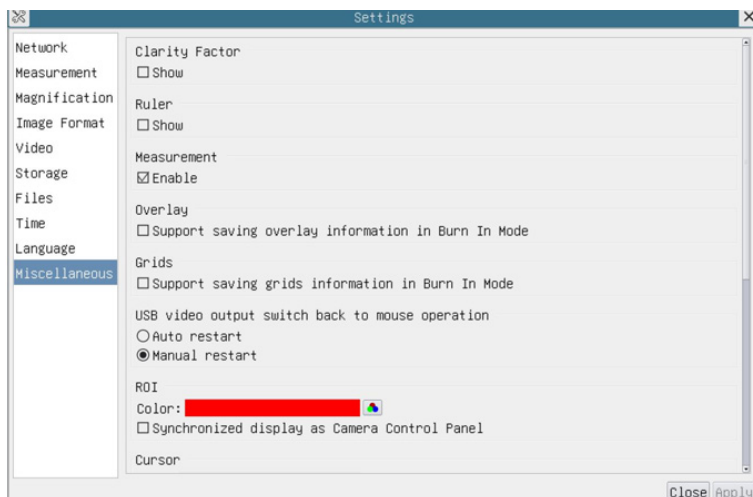 Settings
Network
Measurement
Magnification
Image Format
Video
Storage
Files
Time
Language
Miscellaneous
Clarity Factor
Show
Ruler
Show
Measurement
Enable
Overlay
Support saving overlay information in Burn In Mode
Grids
Support saving grids information in Burn In Mode
USB video output switch back to mouse operation
Auto restart
Manual restart
ROI
Color:
Synchronized display as Camera Control Panel
Cursor
Close Apply